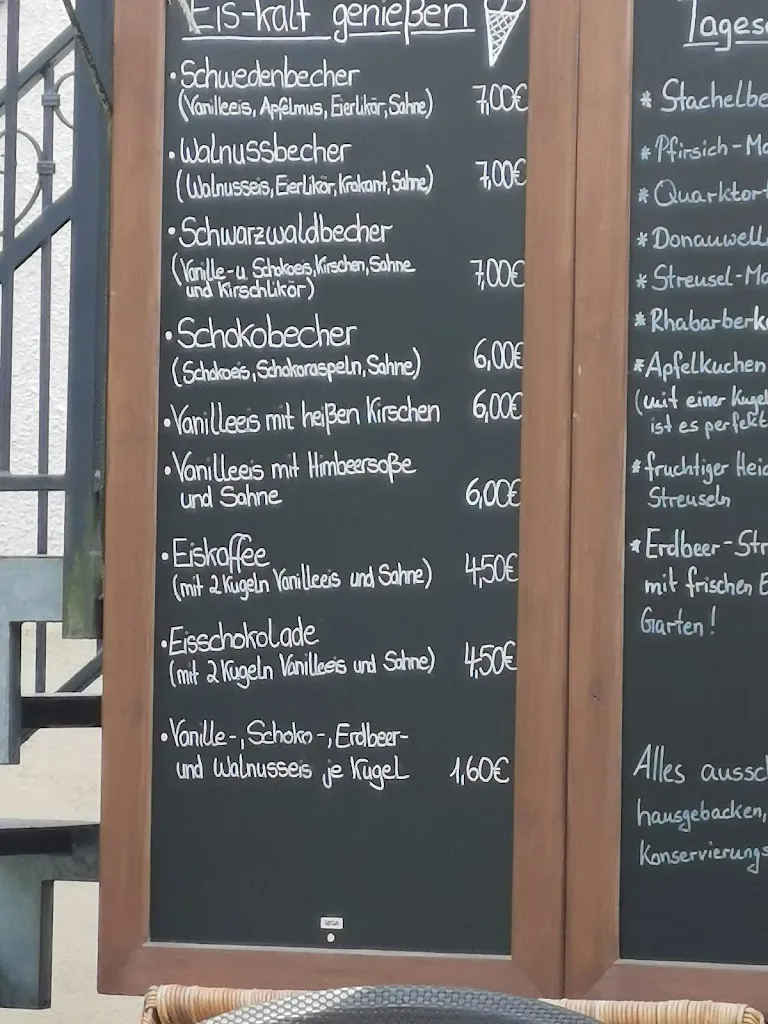 Eis-kalt genießen
• Schwedenbecher
(Vanilleeis, Apfelmus, Eierlikör, Sahne) 7,00€
• Walnussbecher
(Walnusseis, Eierlikör, Krokant, Sahne) 7,00€
• Schwarzwaldbecher
(Vanille- u. Schokoeis, Kirschen, Sahne 7,00€
und Kirschlikör)
• Schokobecher
(Schokoeis, Schokoraspeln, Sahne) 6,00€
• Vanilleeis mit heißen Kirschen 6,00€
• Vanilleeis mit Himbeersoße
und Sahne 6,00€
• Eiskaffee
(mit 2 Kugeln Vanilleeis und Sahne) 4,50€
• Eisschokolade
(mit 2 Kugeln Vanilleeis und Sahne) 4,50€
• Vanille-, Schoko-, Erdbeer-
und Walnusseis je Kugel 1,60€
Tages
* Stachelbe
* Pfirsich-Ma
* Quarktort
* Donauwell
* Streusel-Mo
* Rhabarberk
* Apfelkuchen
(mit einer Kugel
ist es perfekt
* fruchtiger Heid
Streuseln
* Erdbeer-Str
mit frischen E
Garten!
Alles aussch
hausgebacken,
Konservierungs